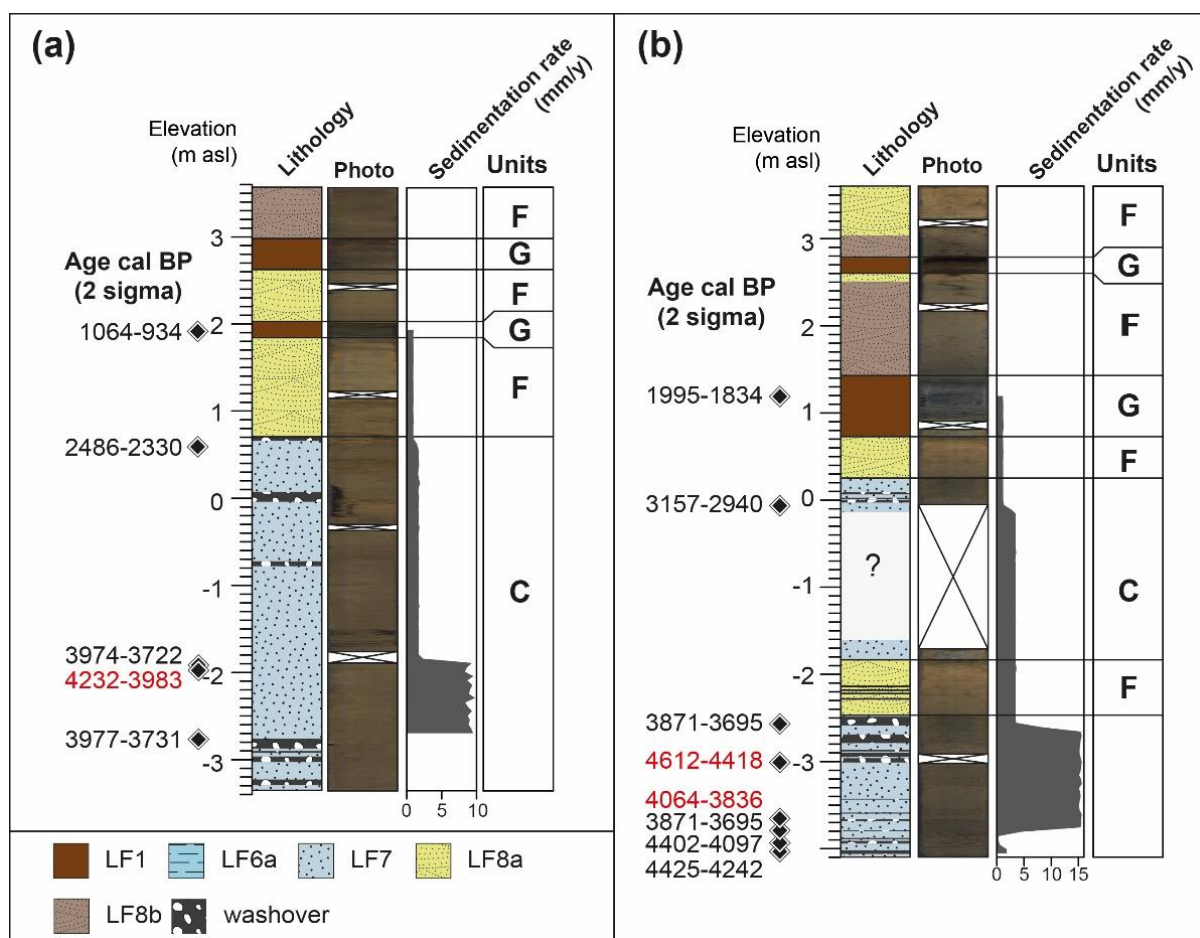 (a)
Elevation
(m asl)
Lithology
Photo
Sedimentation rate
(mm/y)
Units
Age cal BP
(2 sigma)
3
2
1
0
-1
-2
-3
1064-934
2486-2330
3974-3722
4232-3983
3977-3731
F
G
F
G
F
C
0 5 10
(b)
Elevation
(m asl)
Lithology
Photo
Sedimentation rate
(mm/y)
Units
Age cal BP
(2 sigma)
3
2
1
0
-1
-2
-3
1995-1834
3157-2940
3871-3695
4612-4418
4064-3836
3871-3695
4402-4097
4425-4242
?
F
G
F
G
F
C
F
0 5 10 15
LF1 LF6a LF7 LF8a
LF8b washover